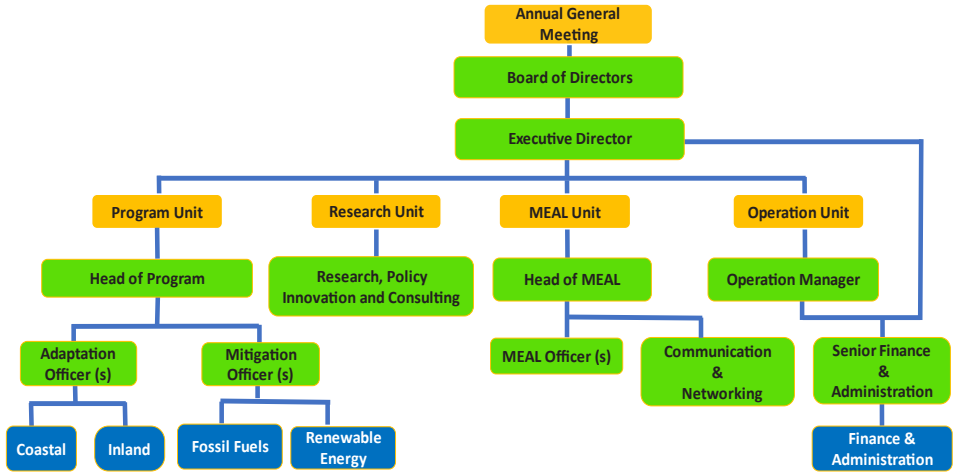 Annual General
Meeting
Board of Directors
Executive Director
Program Unit
Research Unit
MEAL Unit
Operation Unit
Head of Program
Research, Policy
Innovation and Consulting
Head of MEAL
Operation Manager
Adaptation
Officer (s)
Mitigation
Officer (s)
MEAL Officer (s)
Communication
&
Networking
Senior Finance
&
Administration
Coastal
Inland
Fossil Fuels
Renewable
Energy
Finance &
Administration